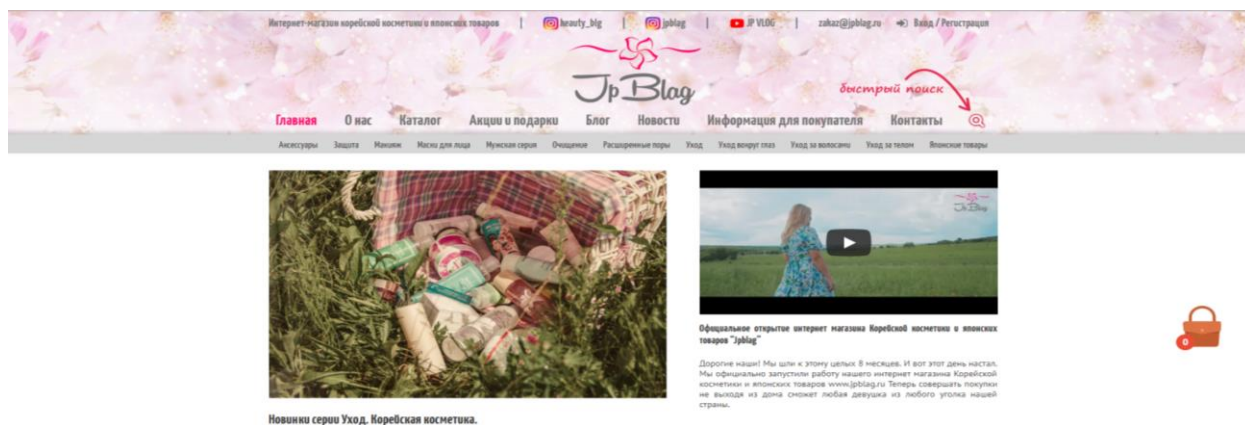 Интернет-магазин корейской косметики и японских товаров | beauty_blg | jpblag | JP VLOG | zakaz@jpblag.ru Вход / Регистрация
JpBlag
быстрый поиск
Главная О нас Каталог Акции и подарки Блог Новости Информация для покупателя Контакты
Аксессуары Защита Макияж Маски для лица Мужская серия Очищение Расширенные поры Уход Уход вокруг глаз Уход за волосами Уход за телом Японские товары
JpBlag
Официальное открытие интернет магазина Корейской косметики и японских
товаров "Jpblag"
Дорогие наши! Мы шли к этому целых 8 месяцев. И вот этот день настал.
Мы официально запустили работу нашего интернет магазина Корейской
косметики и японских товаров www.jpblag.ru Теперь совершать покупки
не выходя из дома сможет любая девушка из любого уголка нашей
страны.
0
Новинки серии Уход. Корейская косметика.